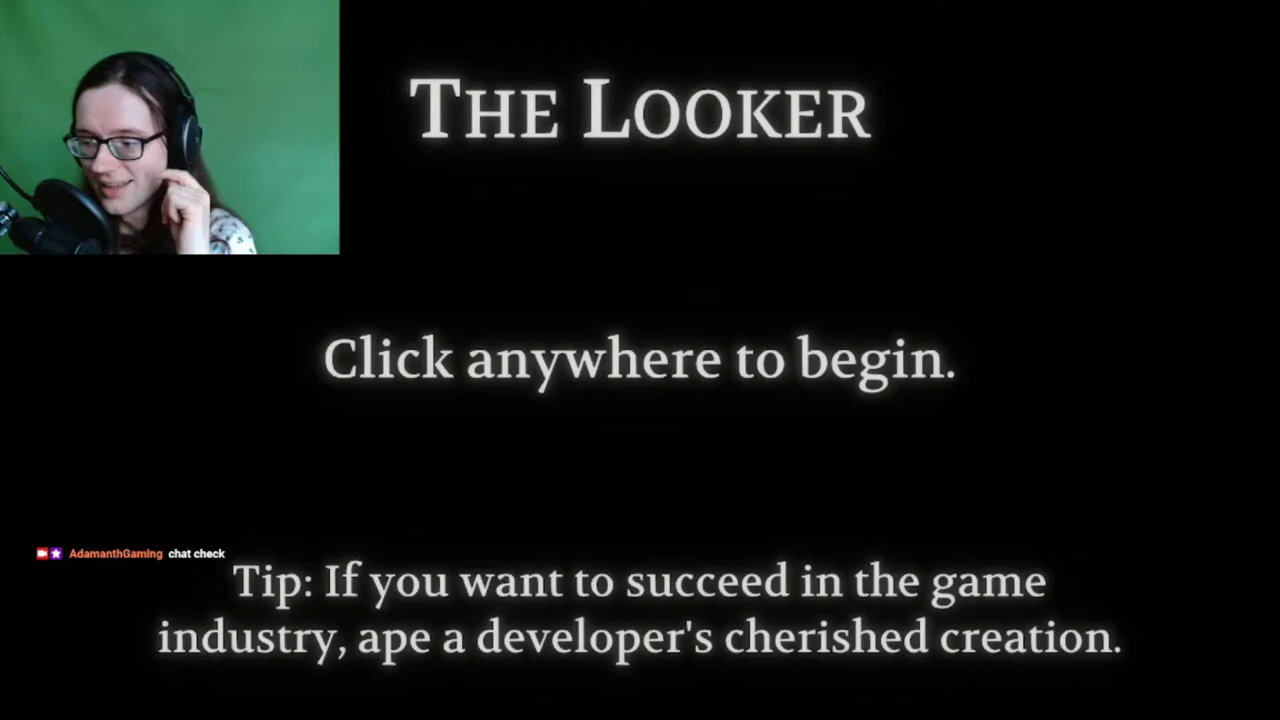 THE LOOKER
Click anywhere to begin.
AdamanthGaming chat check
Tip: If you want to succeed in the game
industry, ape a developer's cherished creation.